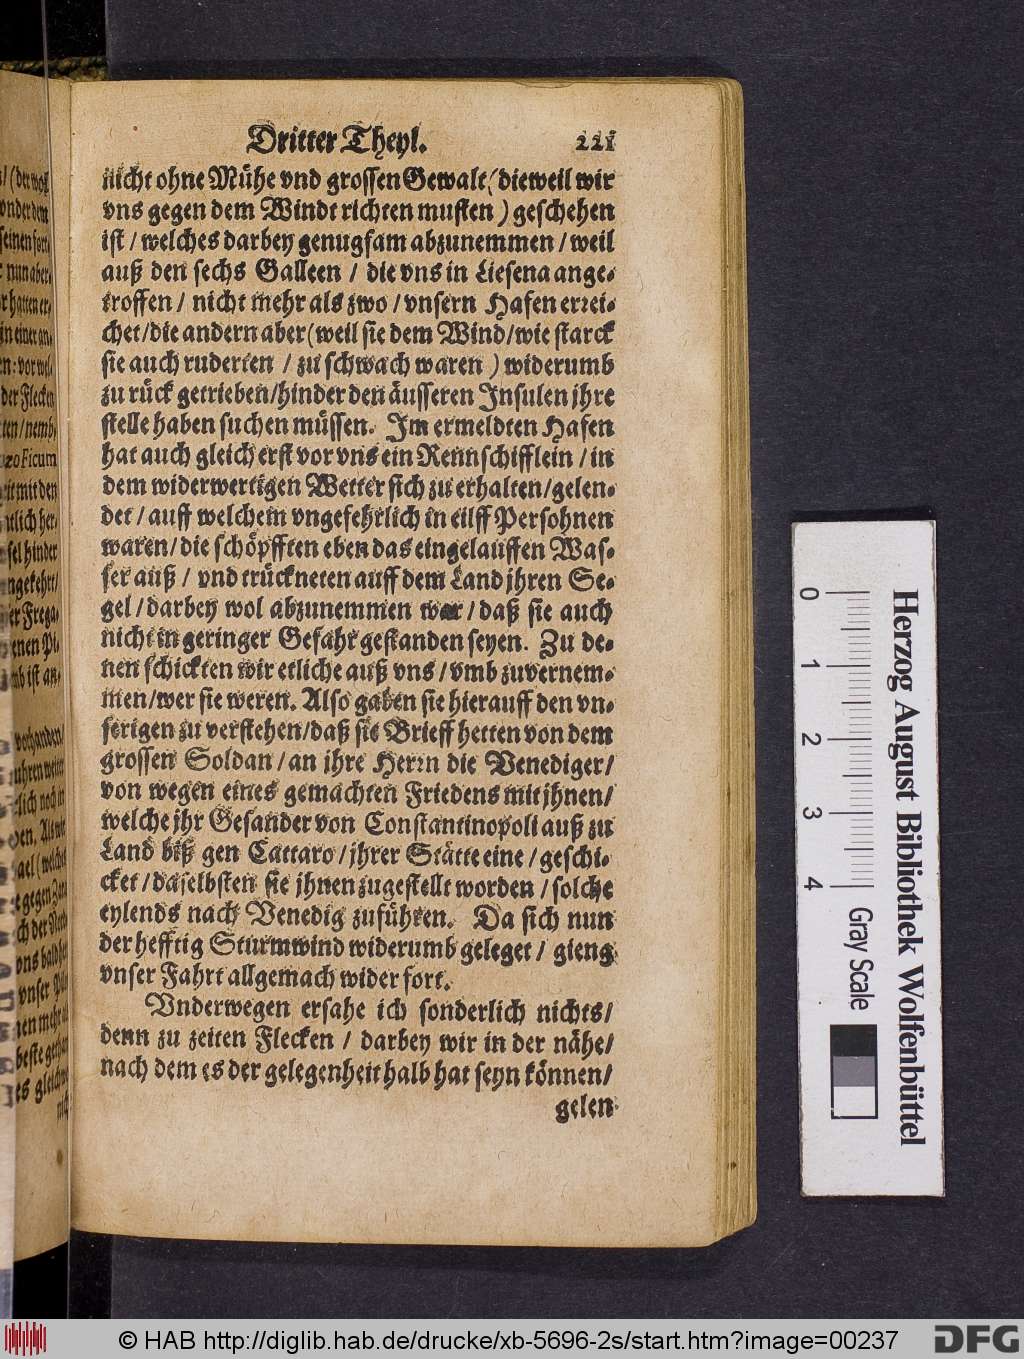 Dritter Theyl. 221
nicht ohne Mühe vnd grossen Gewalt (dieweil wir
vns gegen dem Windt richten musten) geschehen
ist / welches darbey genugsam abzunemmen / weil
auß den sechs Galleen / die vns in Liesena ange-
troffen / nicht mehr als zwo / vnsern Hafen errei-
chet / die andern aber (weil sie dem Wind / wie starck
sie auch ruderten / zu schwach waren) widerumb
zu rück getrieben / hinder den äusseren Insulen jhre
stelle haben suchen müssen. Im ermeldten Hafen
hat auch gleich erst vor vns ein Rennschifflein / in
dem widerwertigen Wetter sich zu erhalten / gelen-
det / auff welchem vngefehrlich in eilff Persohnen
waren / die schöpfften eben das eingelauffen Was-
ser auß / vnd trückneten auff dem Land jhren Se-
gel / darbey wol abzunemmen war / daß sie auch
nicht in geringer Gefahr gestanden seyen. Zu de-
nen schickten wir etliche auß vns / vmb zuvernem-
men / wer sie weren. Also gaben sie hierauff den vn-
serigen zu verstehen / daß sie Brieff hetten von dem
grossen Soldan / an ihre Herrn die Venediger /
von wegen eines gemachten Friedens mit jhnen /
welche jhr Gesander von Constantinopoli auß zu
Land biß gen Cattaro / jhrer Stätte eine / geschi-
cket / daselbsten sie jhnen zugestellt worden / solche
eylends nach Venedig zuführen. Da sich nun
der hefftig Sturmwind widerumb geleget / gieng
vnser Fahrt allgemach wider fort.
Vnderwegen ersahe ich sonderlich nichts /
denn zu zeiten Flecken / darbey wir in der nähe /
nach dem es der gelegenheit halb hat seyn können /
gelen
0 1 2 3 4 Gray Scale
Herzog August Bibliothek Wolfenbüttel
© HAB http://diglib.hab.de/drucke/xb-5696-2s/start.htm?image=00237
DFG